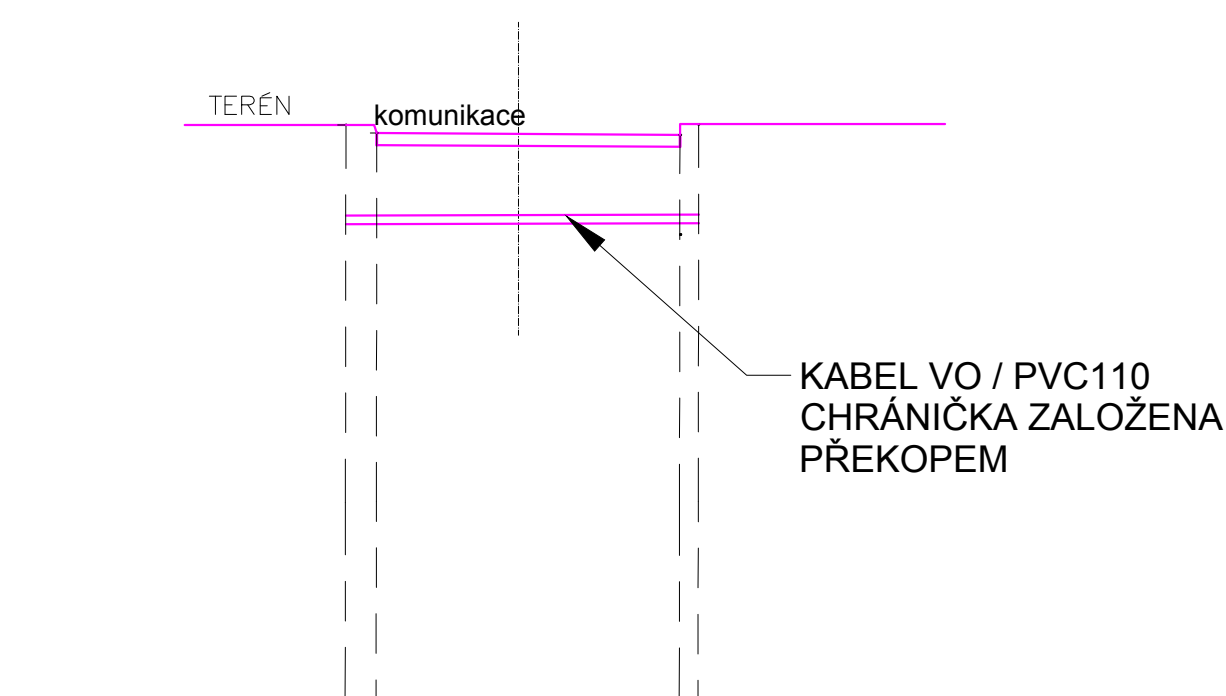 TERÉN
komunikace
KABEL VO / PVC110
CHRÁNIČKA ZALOŽENA
PŘEKOPEM